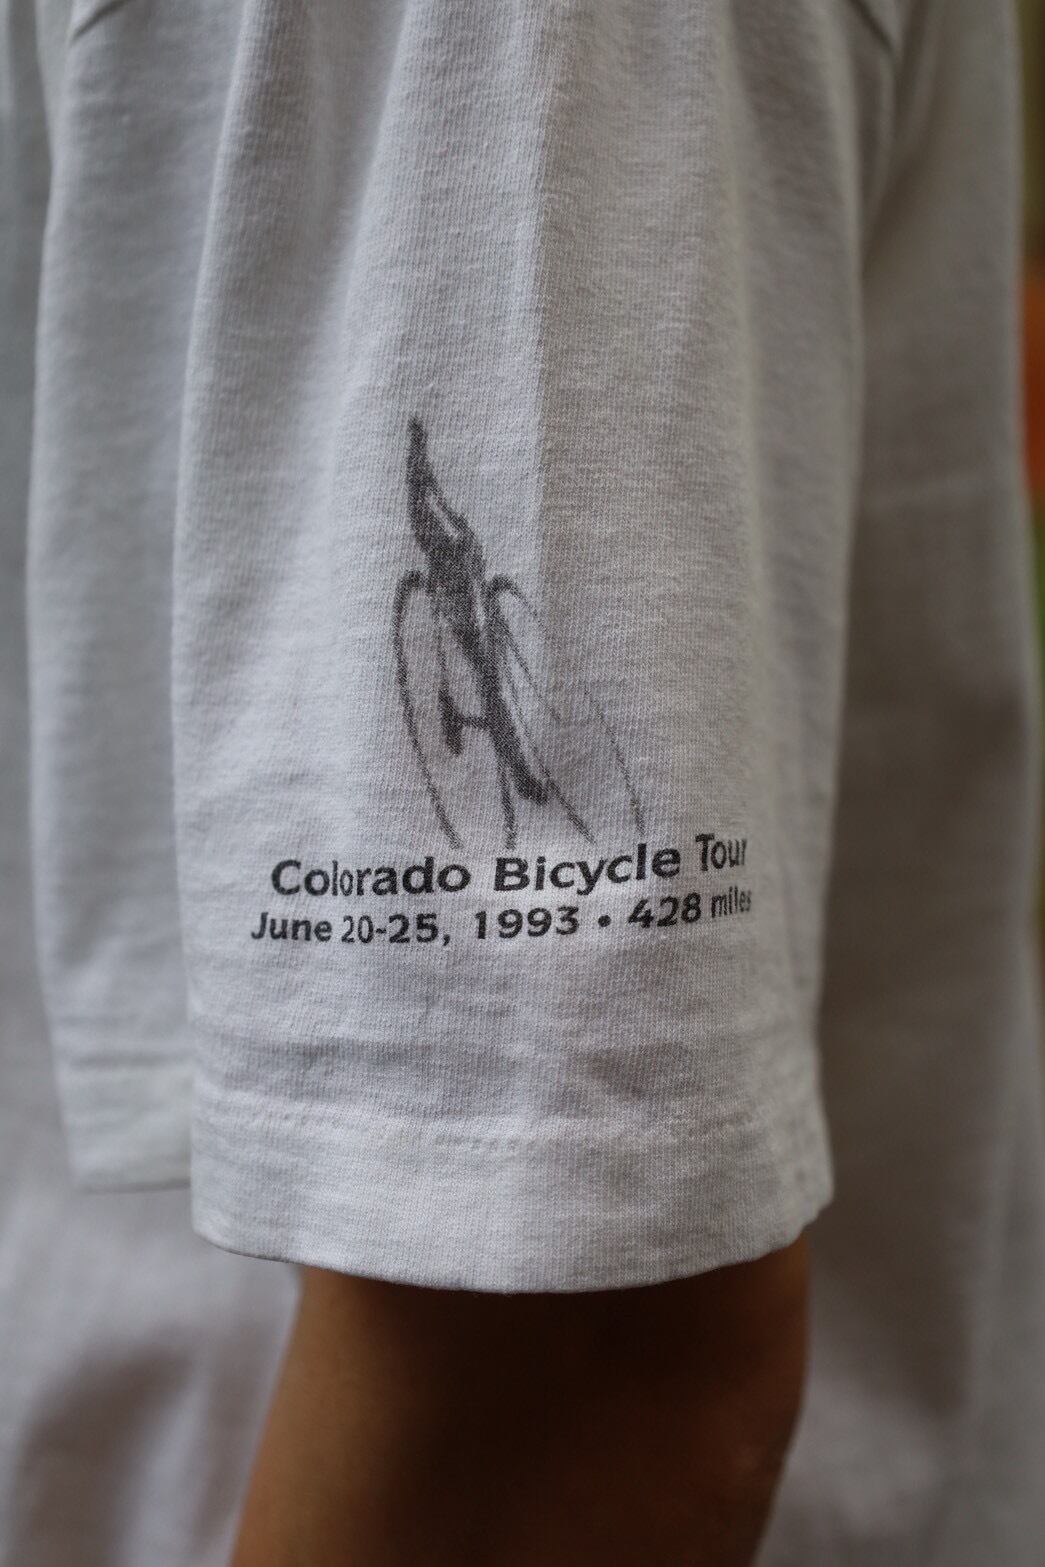 Colorado Bicycle Tour
June 20-25, 1993 • 428 miles